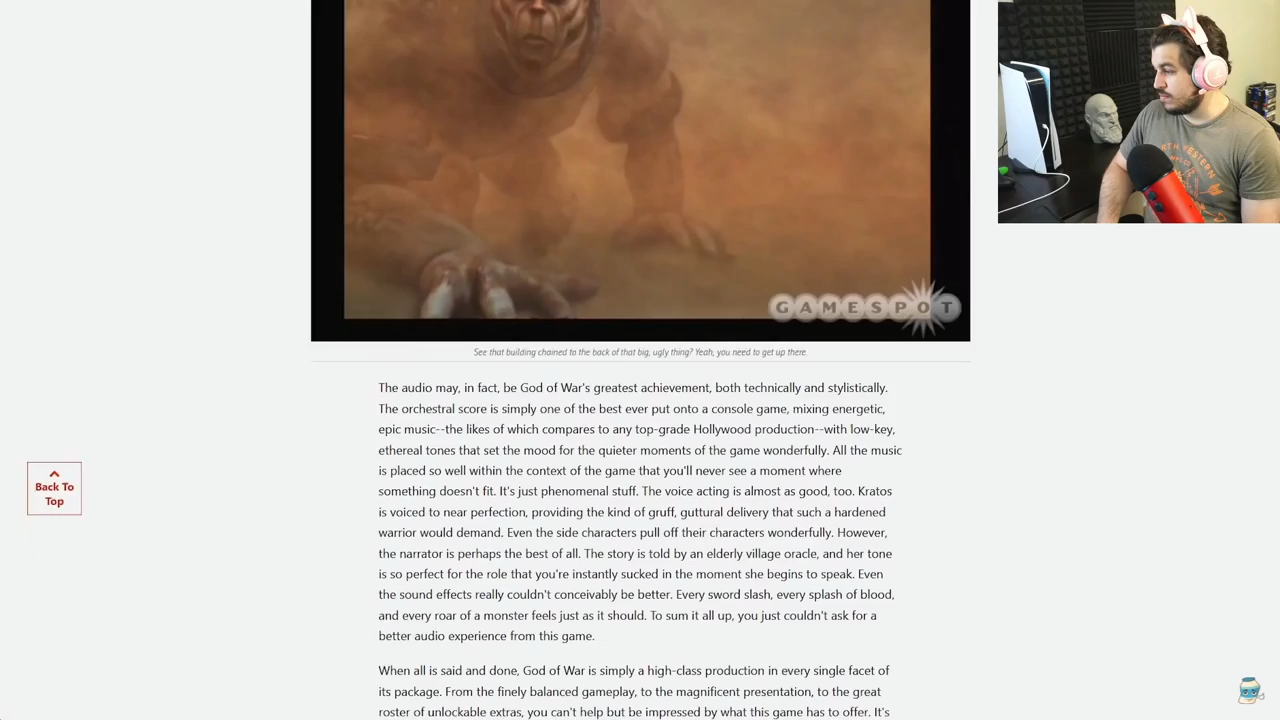 GAMESPOT
NORTH WESTERN
See that building chained to the back of that big, ugly thing? Yeah, you need to get up there.
The audio may, in fact, be God of War's greatest achievement, both technically and stylistically.
The orchestral score is simply one of the best ever put onto a console game, mixing energetic,
epic music--the likes of which compares to any top-grade Hollywood production--with low-key,
ethereal tones that set the mood for the quieter moments of the game wonderfully. All the music
is placed so well within the context of the game that you'll never see a moment where
something doesn't fit. It's just phenomenal stuff. The voice acting is almost as good, too. Kratos
is voiced to near perfection, providing the kind of gruff, guttural delivery that such a hardened
warrior would demand. Even the side characters pull off their characters wonderfully. However,
the narrator is perhaps the best of all. The story is told by an elderly village oracle, and her tone
is so perfect for the role that you're instantly sucked in the moment she begins to speak. Even
the sound effects really couldn't conceivably be better. Every sword slash, every splash of blood,
and every roar of a monster feels just as it should. To sum it all up, you just couldn't ask for a
better audio experience from this game.
Back To
Top
When all is said and done, God of War is simply a high-class production in every single facet of
its package. From the finely balanced gameplay, to the magnificent presentation, to the great
roster of unlockable extras, you can't help but be impressed by what this game has to offer. It's